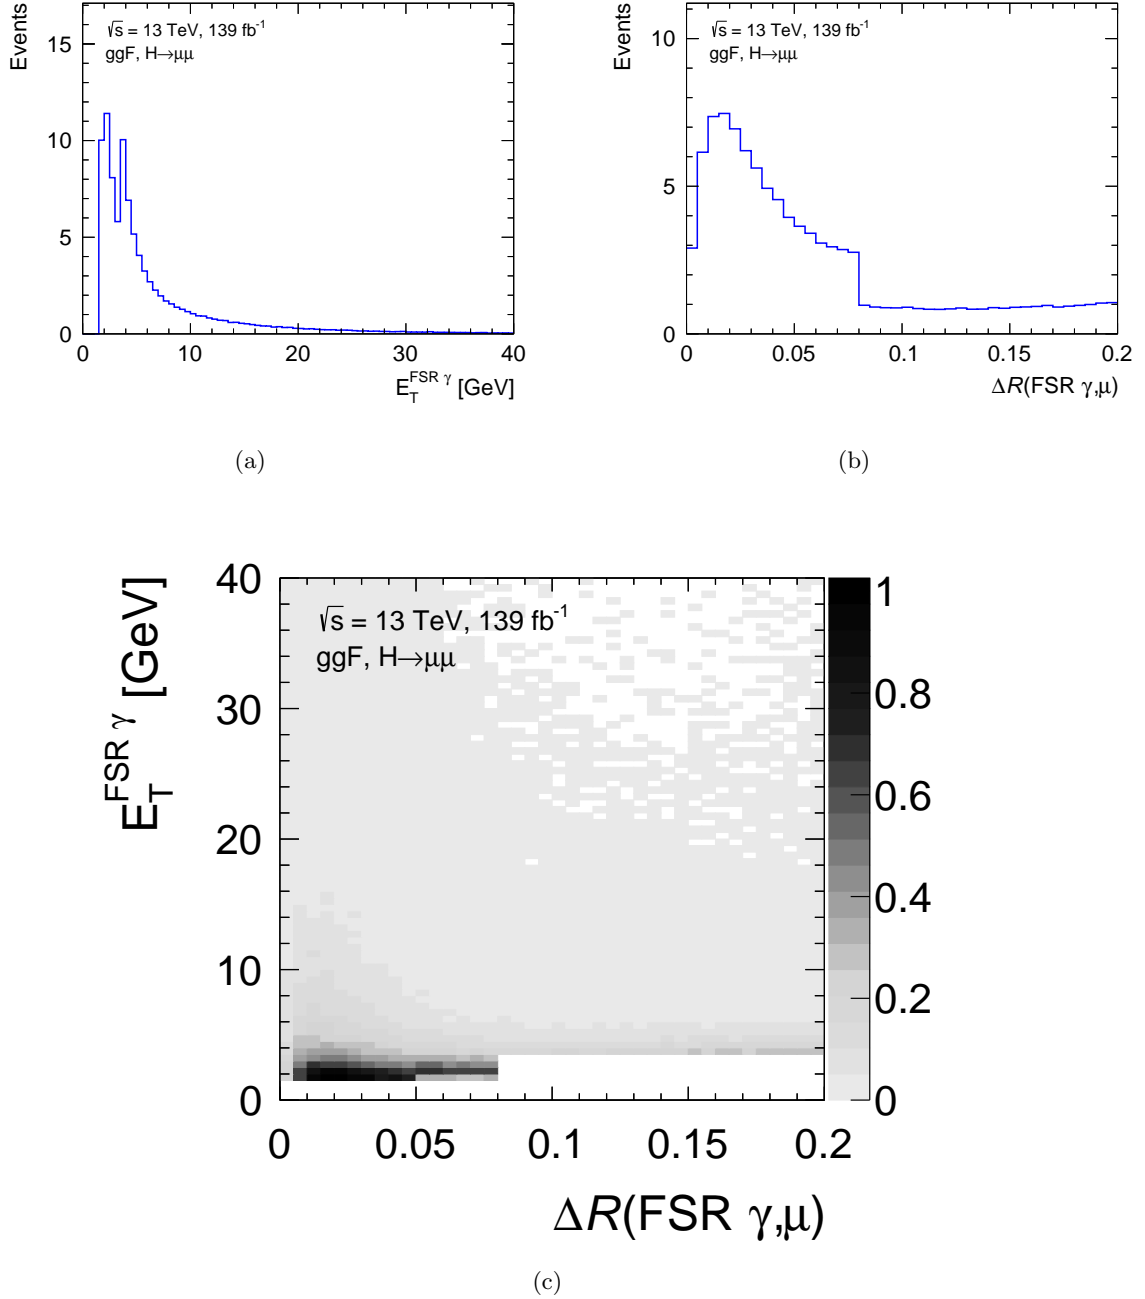 Events
√s = 13 TeV, 139 fb⁻¹
ggF, H→μμ
15
10
5
0
0 10 20 30 40
E_T^FSR γ [GeV]
(a)
Events
√s = 13 TeV, 139 fb⁻¹
ggF, H→μμ
10
5
0
0 0.05 0.1 0.15 0.2
ΔR(FSR γ,μ)
(b)
E_T^FSR γ [GeV]
√s = 13 TeV, 139 fb⁻¹
ggF, H→μμ
40
30
20
10
0
0 0.05 0.1 0.15 0.2
ΔR(FSR γ,μ)
1
0.8
0.6
0.4
0.2
0
(c)